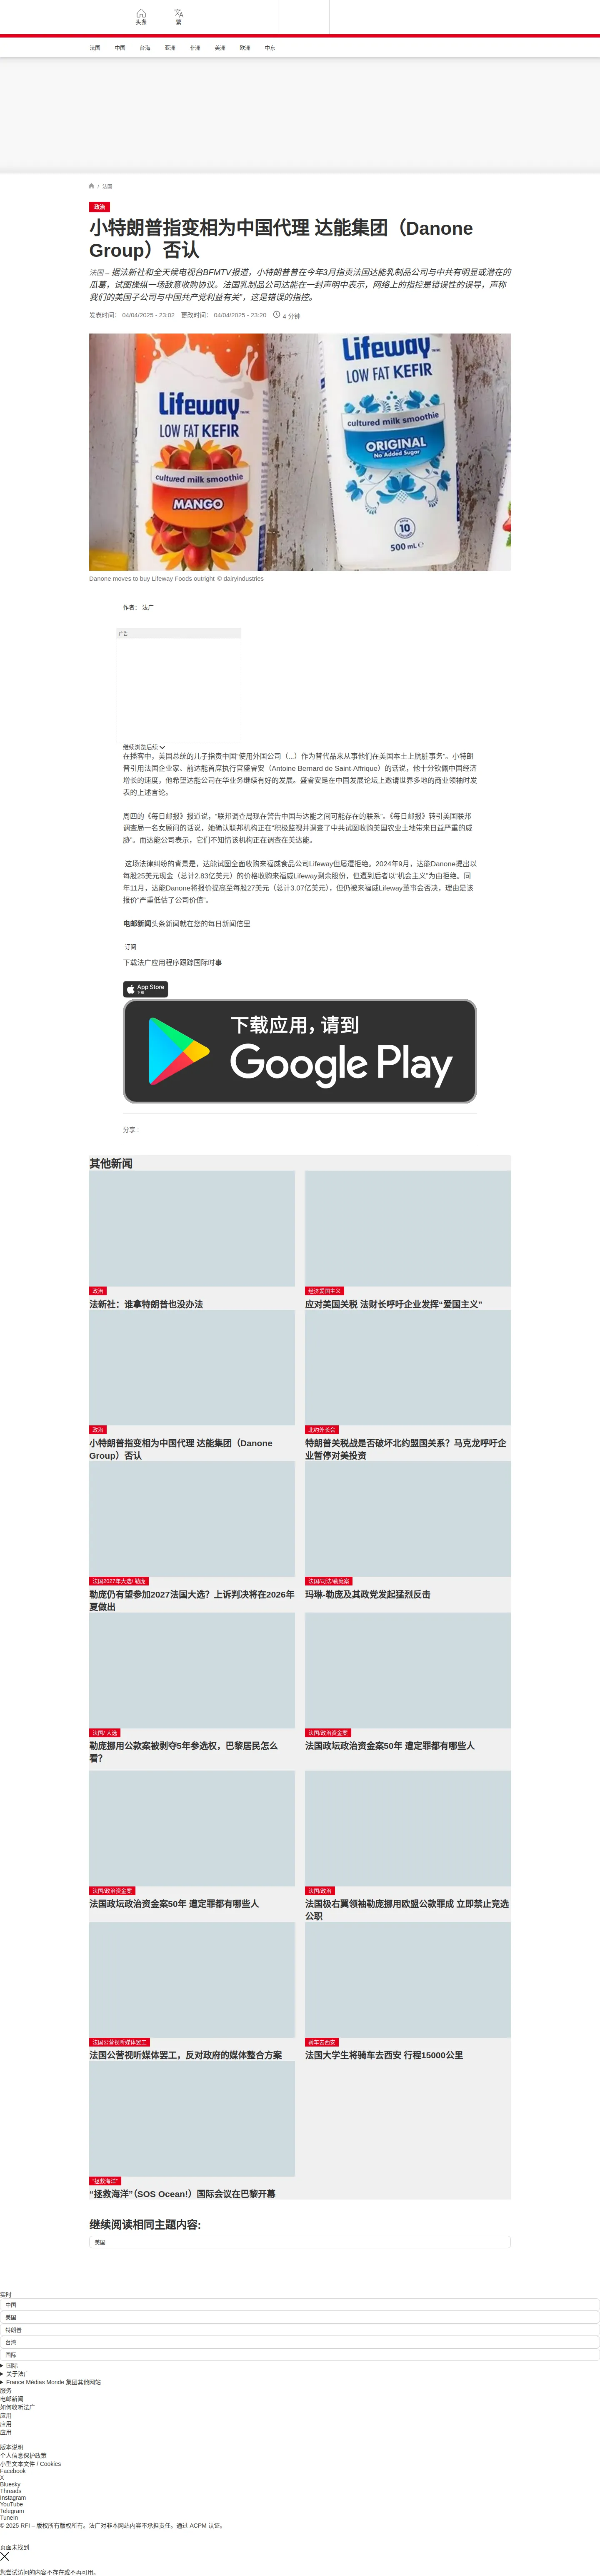 头条
繁
法国 中国 台海 亚洲 非洲 美洲 欧洲 中东
/ 法国
政治
小特朗普指变相为中国代理 达能集团（Danone
Group）否认
法国 – 据法新社和全天候电视台BFMTV报道，小特朗普曾在今年3月指责法国达能乳制品公司与中共有明显或潜在的
瓜葛，试图操纵一场敌意收购协议。法国乳制品公司达能在一封声明中表示，网络上的指控是错误性的误导，声称
我们的美国子公司与中国共产党利益有关”，这是错误的指控。
发表时间： 04/04/2025 - 23:02 更改时间： 04/04/2025 - 23:20 4 分钟
Lifeway
LOW FAT KEFIR
cultured milk smoothie
MANGO
Lifeway
LOW FAT KEFIR
cultured milk smoothie
ORIGINAL
No Added Sugar
10
500 mL e
Danone moves to buy Lifeway Foods outright © dairyindustries
作者： 法广
广告
继续浏览后续
在播客中，美国总统的儿子指责中国“使用外国公司（...）作为替代品来从事他们在美国本土上肮脏事务”。小特朗
普引用法国企业家、前达能首席执行官盛睿安（Antoine Bernard de Saint-Affrique）的话说，他十分钦佩中国经济
增长的速度，他希望达能公司在华业务继续有好的发展。盛睿安是在中国发展论坛上邀请世界多地的商业领袖时发
表的上述言论。
周四的《每日邮报》报道说，“联邦调查局现在警告中国与达能之间可能存在的联系”。《每日邮报》转引美国联邦
调查局一名女顾问的话说，她确认联邦机构正在“积极监视并调查了中共试图收购美国农业土地带来日益严重的威
胁”。而达能公司表示，它们不知情该机构正在调查在美达能。
这场法律纠纷的背景是，达能试图全面收购来福威食品公司Lifeway但屡遭拒绝。2024年9月，达能Danone提出以
每股25美元现金（总计2.83亿美元）的价格收购来福威Lifeway剩余股份，但遭到后者以“机会主义”为由拒绝。同
年11月，达能Danone将报价提高至每股27美元（总计3.07亿美元），但仍被来福威Lifeway董事会否决，理由是该
报价“严重低估了公司价值”。
电邮新闻头条新闻就在您的每日新闻信里
订阅
下载法广应用程序跟踪国际时事
App Store
下载
下载应用，请到
Google Play
分享 :
其他新闻
政治
法新社：谁拿特朗普也没办法
经济爱国主义
应对美国关税 法财长呼吁企业发挥“爱国主义”
政治
小特朗普指变相为中国代理 达能集团（Danone
Group）否认
北约外长会
特朗普关税战是否破坏北约盟国关系？马克龙呼吁企
业暂停对美投资
法国2027年大选/ 勒庞
勒庞仍有望参加2027法国大选？上诉判决将在2026年
夏做出
法国/司法/勒庞案
玛琳-勒庞及其政党发起猛烈反击
法国/ 大选
勒庞挪用公款案被剥夺5年参选权，巴黎居民怎么
看？
法国/政治资金案
法国政坛政治资金案50年 遭定罪都有哪些人
法国/政治资金案
法国政坛政治资金案50年 遭定罪都有哪些人
法国/政治
法国极右翼领袖勒庞挪用欧盟公款罪成 立即禁止竞选
公职
法国公营视听媒体罢工
法国公营视听媒体罢工，反对政府的媒体整合方案
骑车去西安
法国大学生将骑车去西安 行程15000公里
“拯救海洋”
“拯救海洋”（SOS Ocean!）国际会议在巴黎开幕
继续阅读相同主题内容:
美国
实时
中国
美国
特朗普
台湾
国际
国际
关于法广
France Médias Monde 集团其他网站
服务
电邮新闻
如何收听法广
应用
应用
应用
版本说明
个人信息保护政策
小型文本文件 / Cookies
Facebook
X
Bluesky
Threads
Instagram
YouTube
Telegram
TuneIn
© 2025 RFI – 版权所有版权所有。法广对非本网站内容不承担责任。通过 ACPM 认证。
页面未找到
您尝试访问的内容不存在或不再可用。